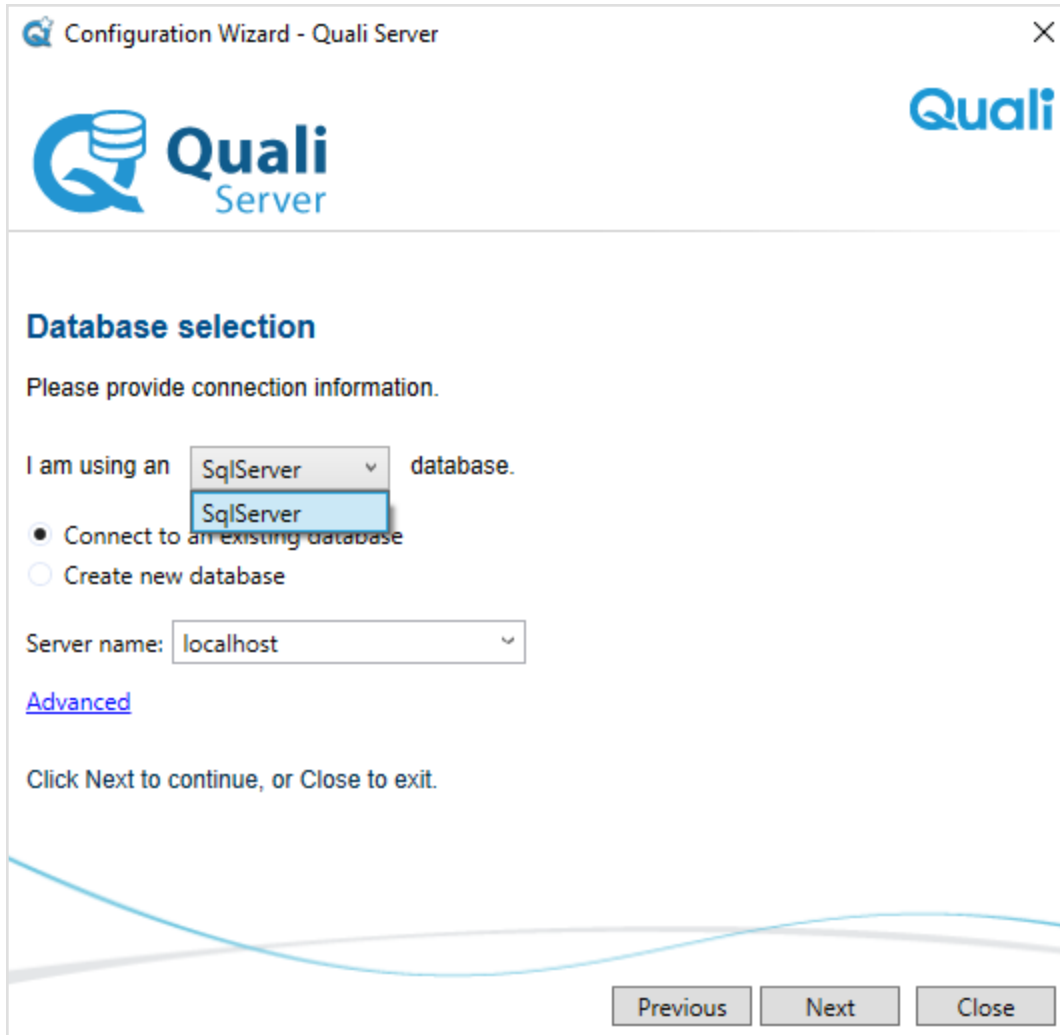 Configuration Wizard - Quali Server
Quali
Quali
Server
Database selection
Please provide connection information.
I am using an SqlServer database.
SqlServer
Connect to an existing database
Create new database
Server name: localhost
Advanced
Click Next to continue, or Close to exit.
Previous Next Close